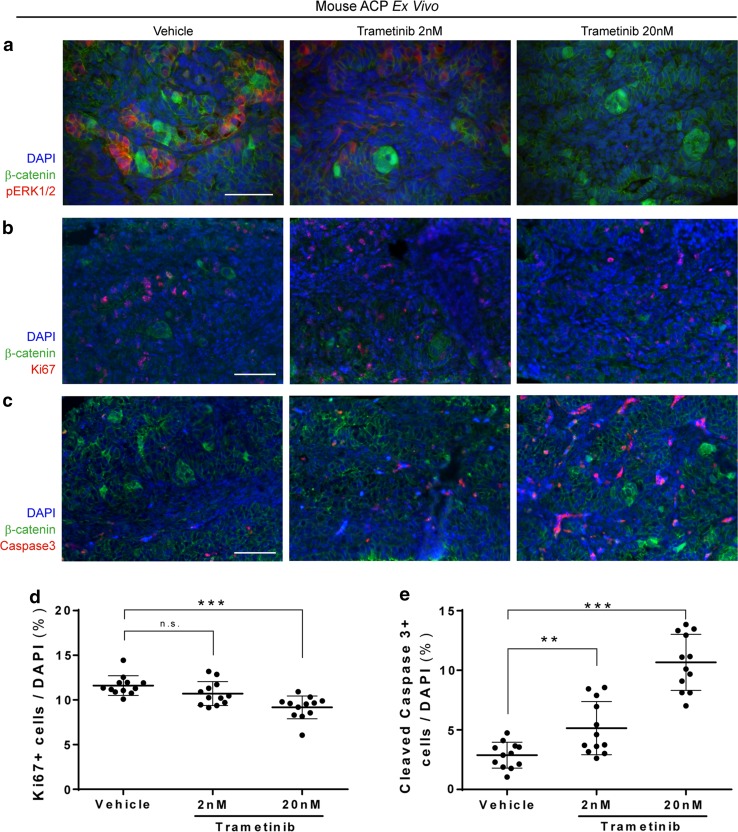 Mouse ACP Ex Vivo
Vehicle
Trametinib 2nM
Trametinib 20nM
a
DAPI
β-catenin
pERK1/2
b
DAPI
β-catenin
Ki67
c
DAPI
β-catenin
Caspase3
d
Ki67+ cells / DAPI (%)
20
15
10
5
0
***
n.s.
Vehicle
2nM
20nM
Trametinib
e
Cleaved Caspase 3+
cells / DAPI (%)
15
10
5
0
***
**
Vehicle
2nM
20nM
Trametinib